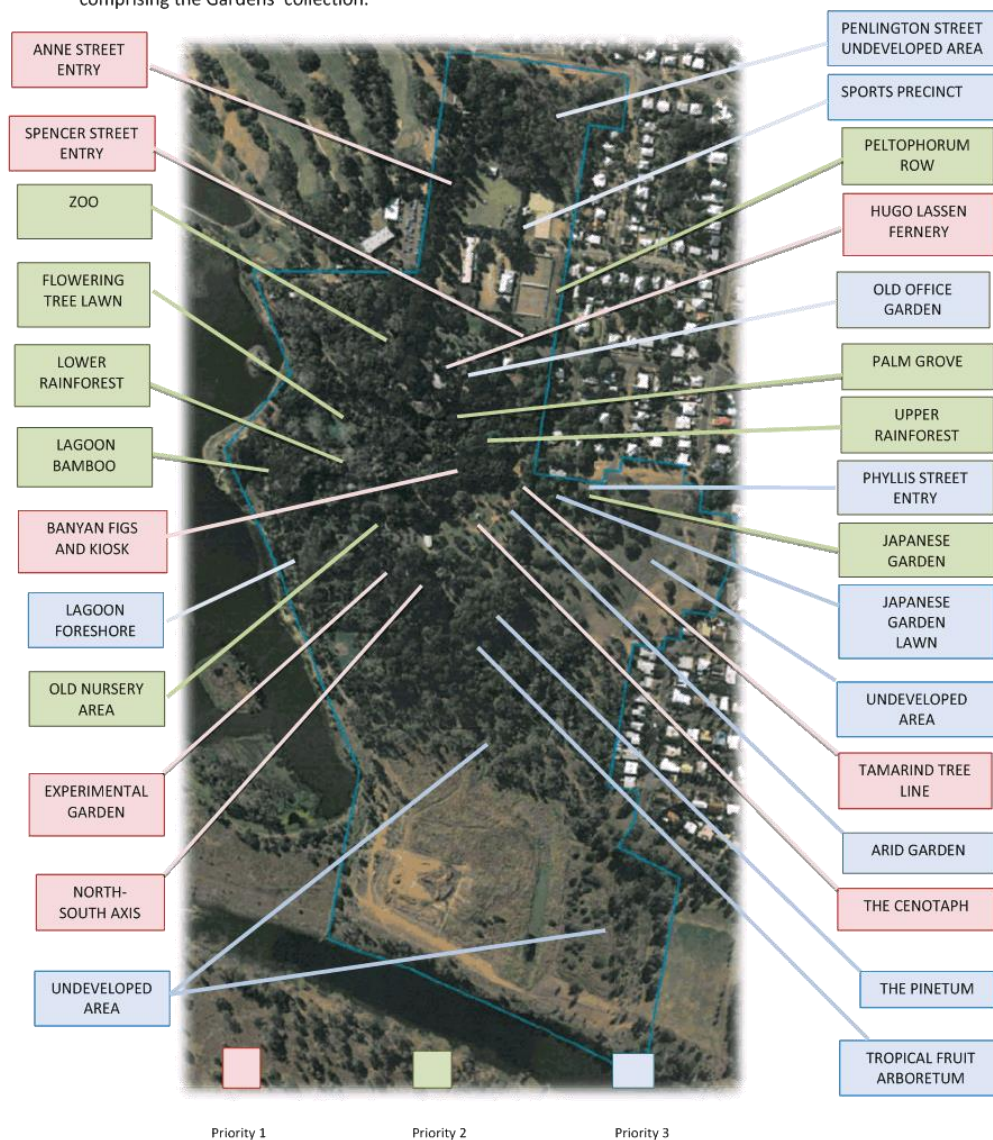 comprising the Gardens' collection.
ANNE STREET
ENTRY
SPENCER STREET
ENTRY
ZOO
FLOWERING
TREE LAWN
LOWER
RAINFOREST
LAGOON
BAMBOO
BANYAN FIGS
AND KIOSK
LAGOON
FORESHORE
OLD NURSERY
AREA
EXPERIMENTAL
GARDEN
NORTH-
SOUTH AXIS
UNDEVELOPED
AREA
PENLINGTON STREET
UNDEVELOPED AREA
SPORTS PRECINCT
PELTOPHORUM
ROW
HUGO LASSEN
FERNERY
OLD OFFICE
GARDEN
PALM GROVE
UPPER
RAINFOREST
PHYLLIS STREET
ENTRY
JAPANESE
GARDEN
JAPANESE
GARDEN
LAWN
UNDEVELOPED
AREA
TAMARIND TREE
LINE
ARID GARDEN
THE CENOTAPH
THE PINETUM
TROPICAL FRUIT
ARBORETUM
Priority 1
Priority 2
Priority 3